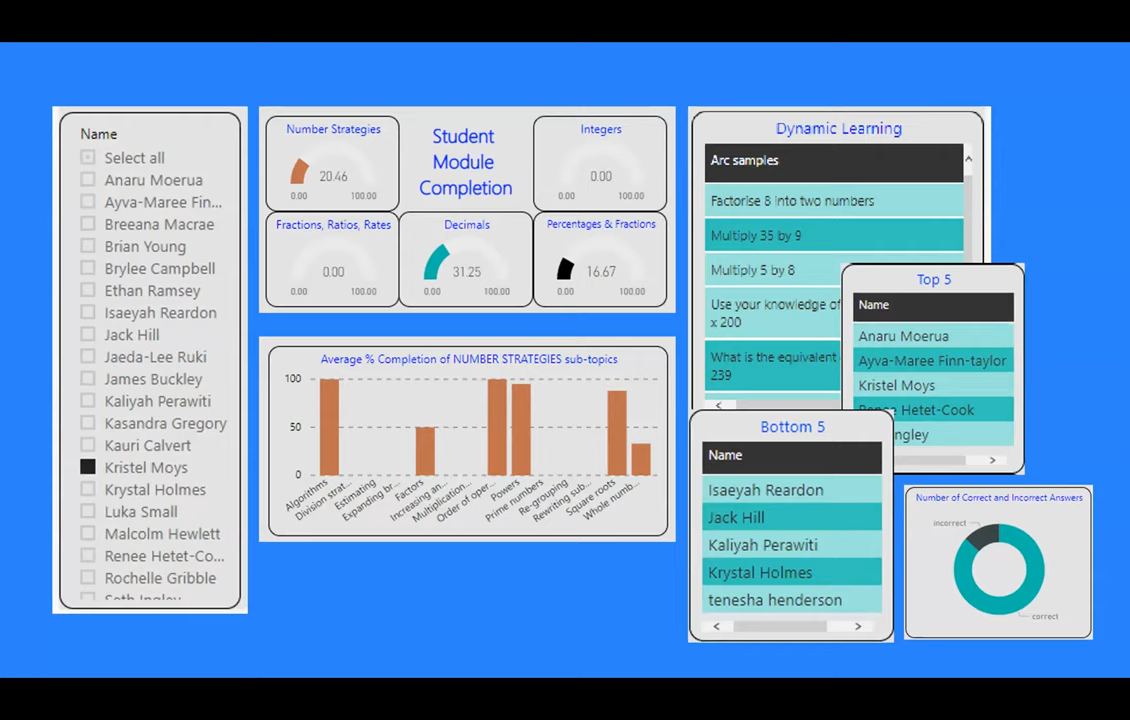 Name
Select all
Anaru Moerua
Ayva-Maree Finn...
Breeana Macrae
Brian Young
Brylee Campbell
Ethan Ramsey
Isaeyah Reardon
Jack Hill
Jaeda-Lee Ruki
James Buckley
Kaliyah Perawiti
Kasandra Gregory
Kauri Calvert
Kristel Moys
Krystal Holmes
Luka Small
Malcolm Hewlett
Renee Hetet-Co...
Rochelle Gribble
Number Strategies
20.46
0.00 100.00
Student
Module
Completion
Integers
0.00
0.00 100.00
Fractions, Ratios, Rates
0.00
0.00 100.00
Decimals
31.25
0.00 100.00
Percentages & Fractions
16.67
0.00 100.00
Average % Completion of NUMBER STRATEGIES sub-topics
100
50
0
Algorithms
Division strat...
Estimating
Expanding br...
Factors
Increasing an...
Multiplication...
Order of oper...
Powers
Prime numbers
Re-grouping
Rewriting sub...
Square roots
Whole numb...
Dynamic Learning
Arc samples
Factorise 8 into two numbers
Multiply 35 by 9
Multiply 5 by 8
Use your knowledge of
x 200
What is the equivalent
239
Top 5
Name
Anaru Moerua
Ayva-Maree Finn-taylor
Kristel Moys
Hetet-Cook
Bottom 5
Name
Isaeyah Reardon
Jack Hill
Kaliyah Perawiti
Krystal Holmes
tenesha henderson
Number of Correct and Incorrect Answers
incorrect
correct